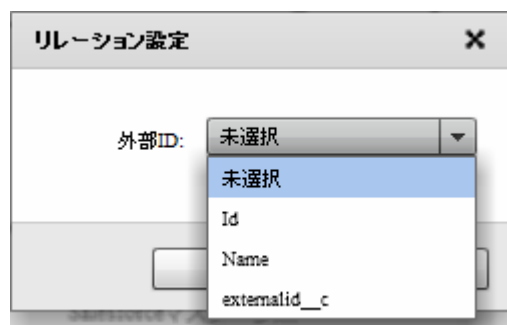 リレーション設定
外部ID:
未選択
未選択
Id
Name
externalid__c